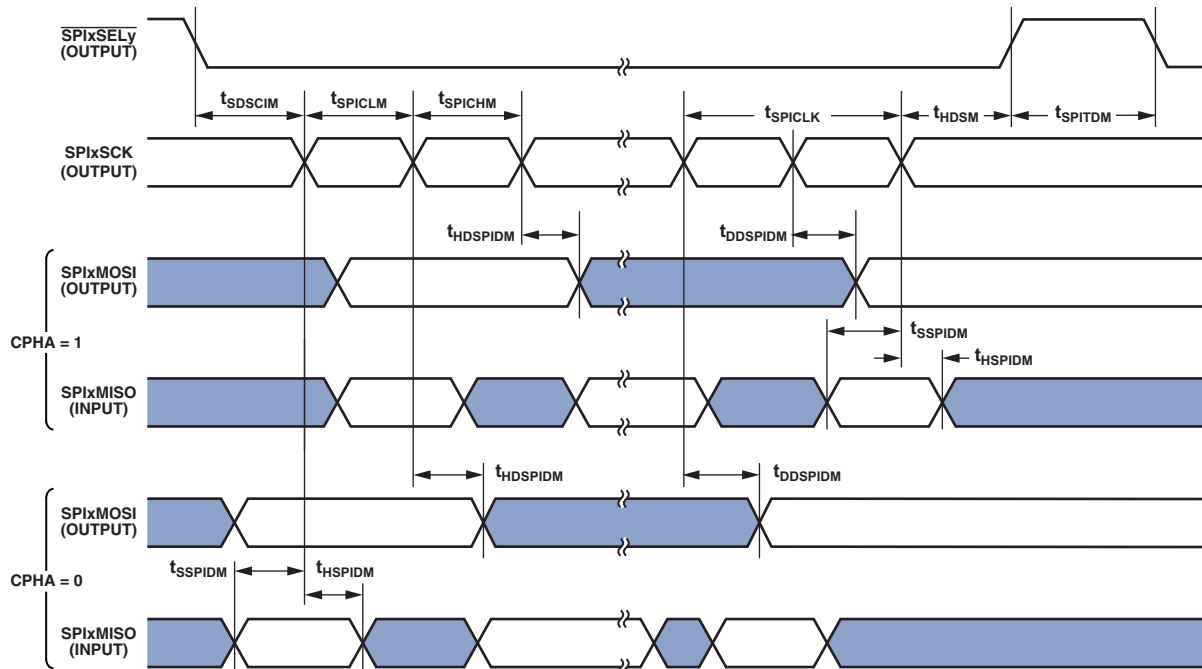 SPIxSELy
(OUTPUT)
tSDSCIM
tSPICLM
tSPICHM
tSPICLK
tHDSM
tSPITDM
SPIxSCK
(OUTPUT)
tHDSPIDM
tDDSPIDM
SPIxMOSI
(OUTPUT)
tSSPIDM
CPHA = 1
tHSPIDM
SPIxMISO
(INPUT)
tHDSPIDM
tDDSPIDM
SPIxMOSI
(OUTPUT)
tSSPIDM
tHSPIDM
CPHA = 0
SPIxMISO
(INPUT)